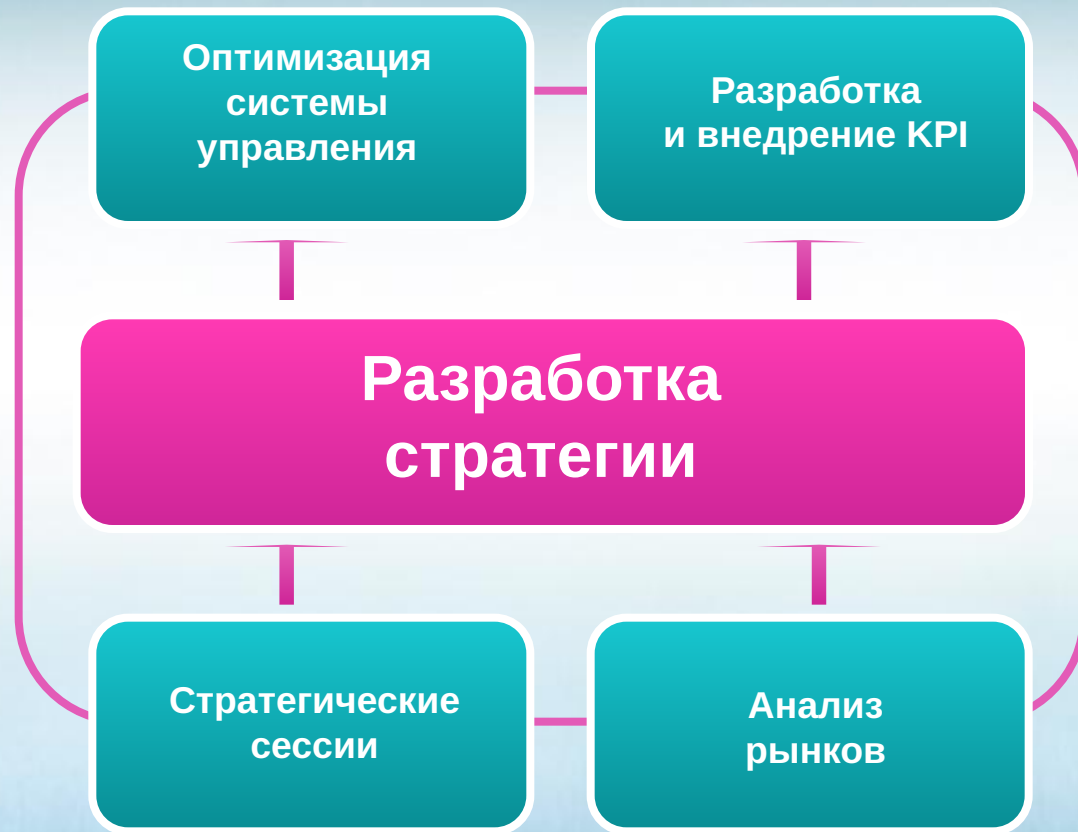 Оптимизация
системы
управления
Разработка
и внедрение KPI
Разработка
стратегии
Стратегические
сессии
Анализ
рынков